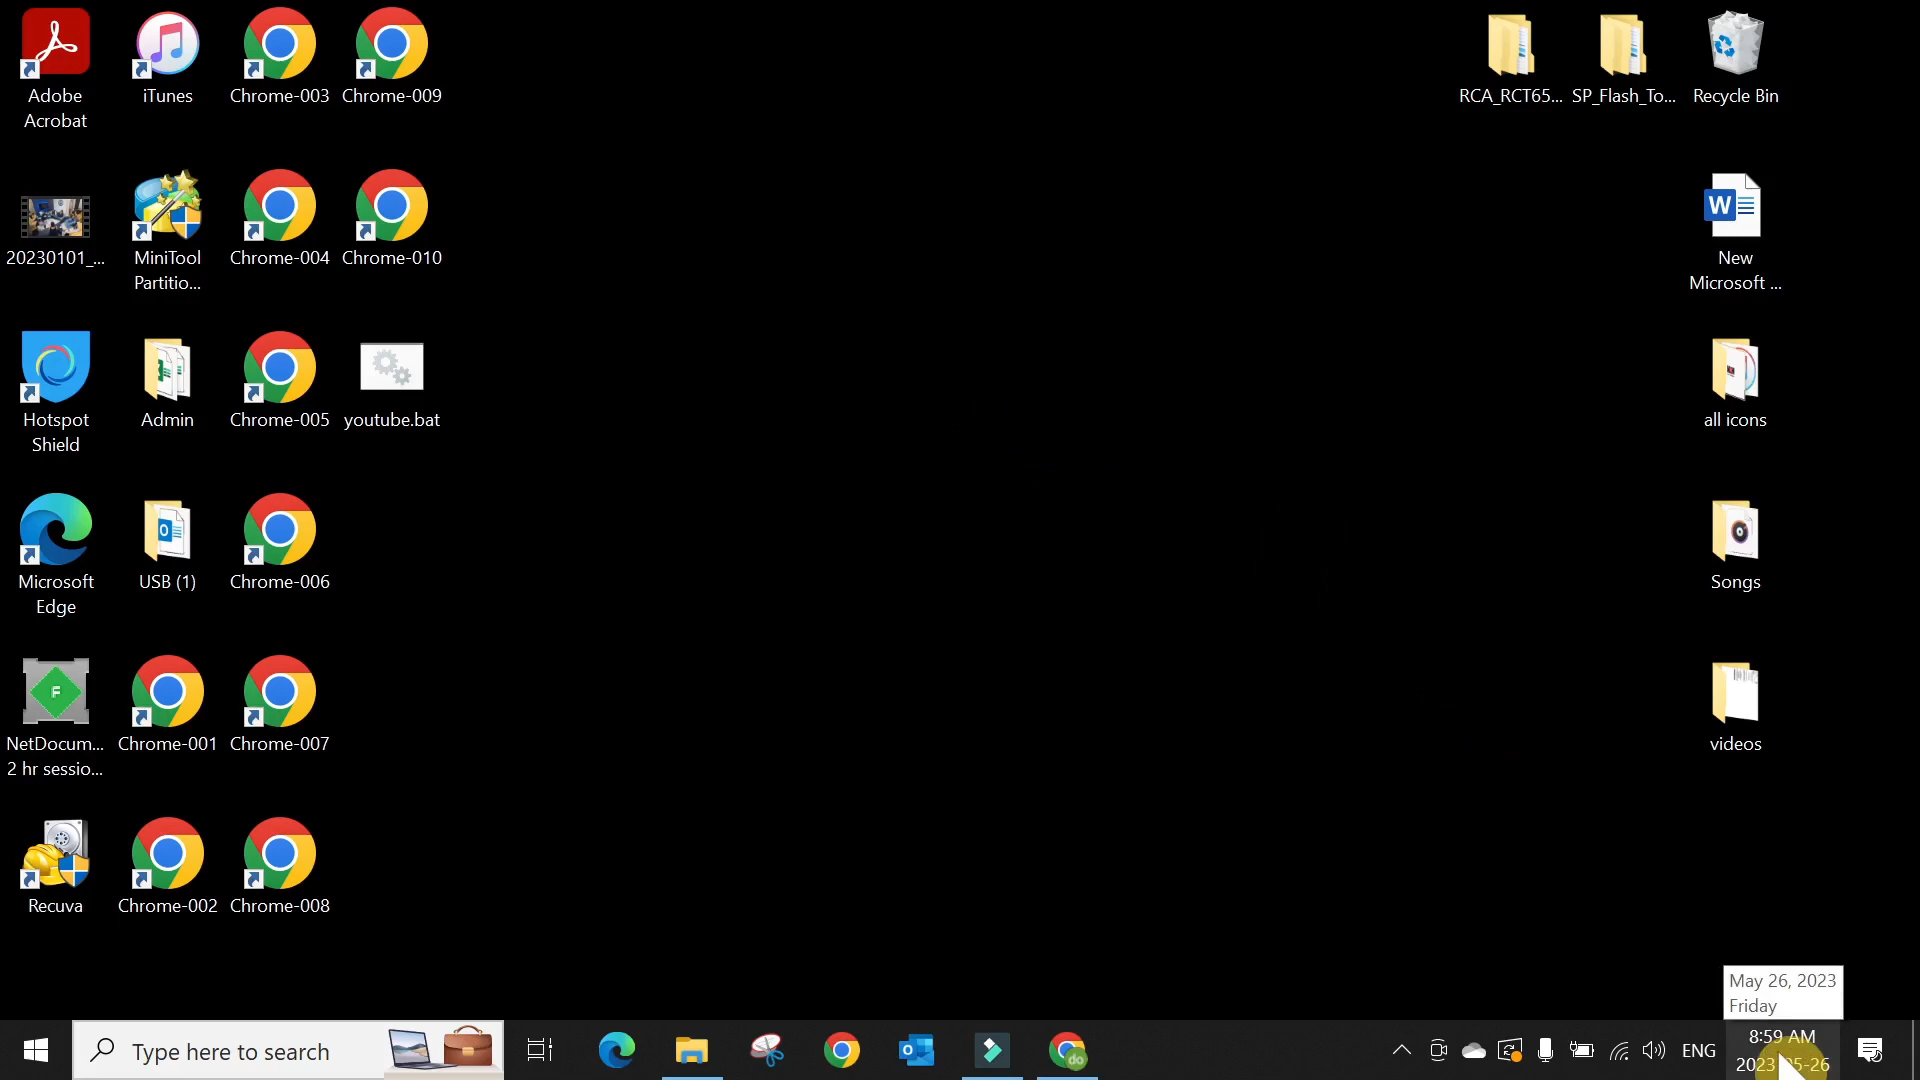 Adobe
Acrobat
iTunes
Chrome-003
Chrome-009
RCA_RCT65...
SP_Flash_To...
Recycle Bin
20230101_...
MiniTool
Partitio...
Chrome-004
Chrome-010
New
Microsoft ...
Hotspot
Shield
Admin
Chrome-005
youtube.bat
all icons
Microsoft
Edge
USB (1)
Chrome-006
Songs
NetDocum...
2 hr sessio...
Chrome-001
Chrome-007
videos
Recuva
Chrome-002
Chrome-008
May 26, 2023
Friday
Type here to search
ENG
8:59 AM